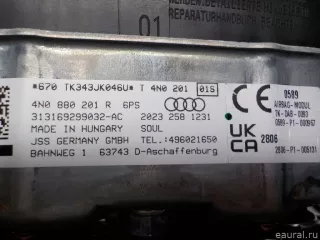 01
REPARATURHANDBUCH
*670 TK343JK046U* T 4N0 201 01S
4N0 880 201 R 6PS
313169299032-AC 2023 258 1231
MADE IN HUNGARY SOUL
JSS GERMANY GMBH TEL.:496021650
BAHNWEG 1 63743 D-Aschaffenburg
CE
0589
AIRBAG-MODUL
UK
CA
2806
© eaural.ru